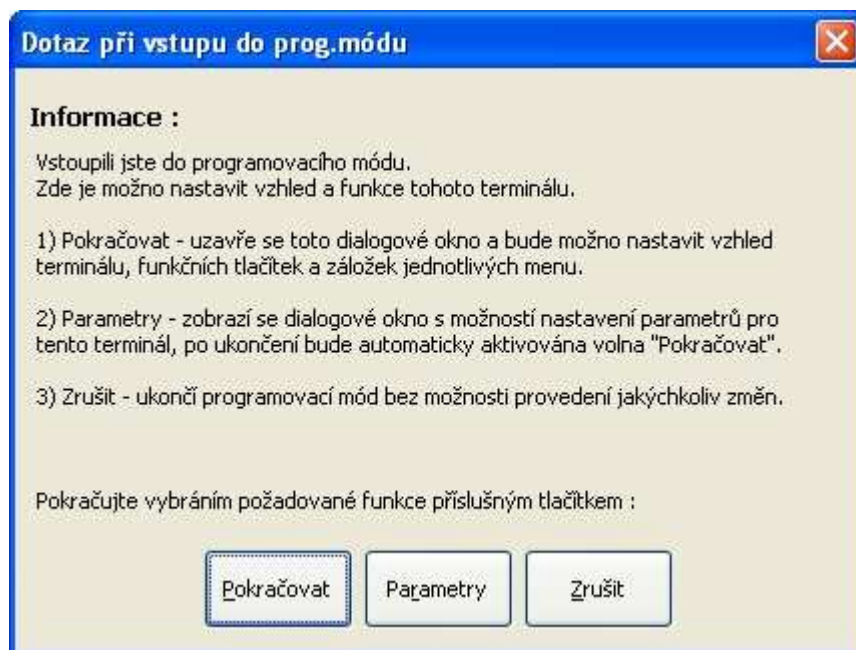 Dotaz při vstupu do prog.módu
Informace :
Vstoupili jste do programovacího módu.
Zde je možno nastavit vzhled a funkce tohoto terminálu.
1) Pokračovat - uzavře se toto dialogové okno a bude možno nastavit vzhled
terminálu, funkčních tlačítek a záložek jednotlivých menu.
2) Parametry - zobrazí se dialogové okno s možností nastavení parametrů pro
tento terminál, po ukončení bude automaticky aktivována volna "Pokračovat".
3) Zrušit - ukončí programovací mód bez možnosti provedení jakýchkoliv změn.
Pokračujte vybráním požadované funkce příslušným tlačítkem :
Pokračovat Parametry Zrušit